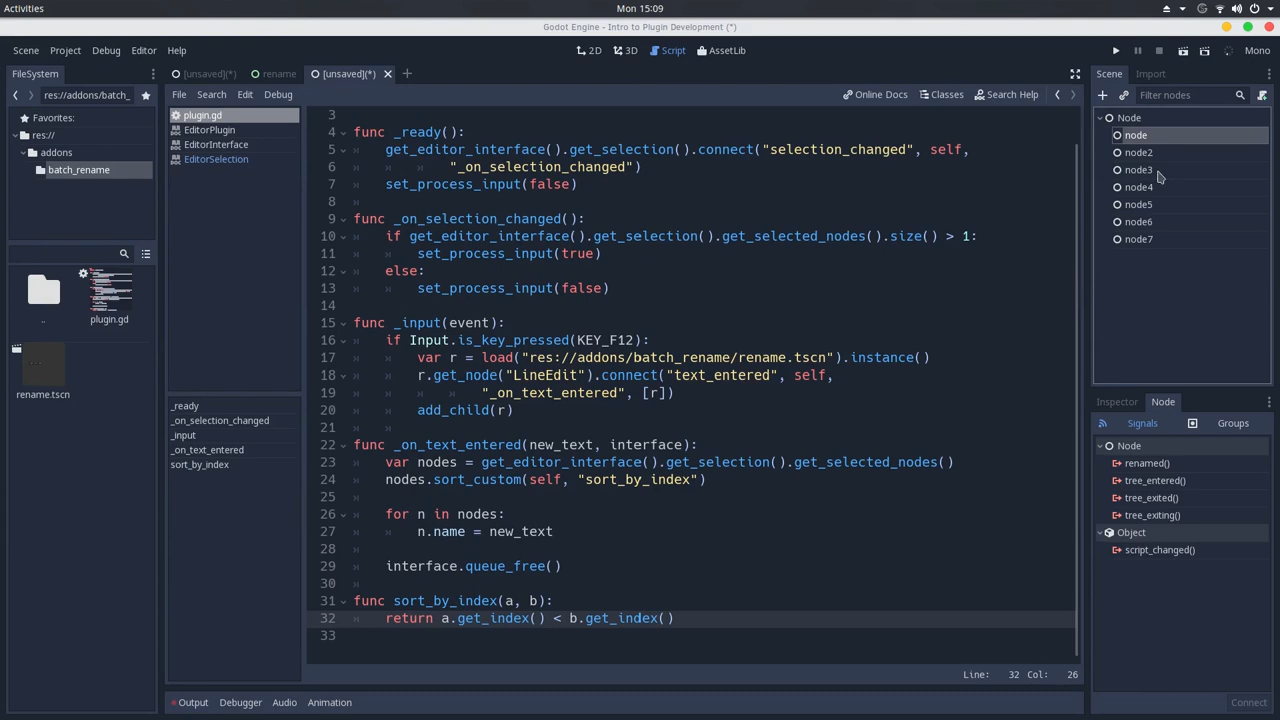 Activities
Mon 15:09
Godot Engine - Intro to Plugin Development (*)
Scene Project Debug Editor Help
2D 3D Script AssetLib
Mono
FileSystem
res://addons/batch_
Favorites:
res://
addons
batch_rename
..
plugin.gd
rename.tscn
[unsaved](*) rename [unsaved](*)
File Search Edit Debug
Online Docs Classes Search Help
plugin.gd
EditorPlugin
EditorInterface
EditorSelection
_ready
_on_selection_changed
_input
_on_text_entered
sort_by_index
3
4 func _ready():
5 get_editor_interface().get_selection().connect("selection_changed", self,
6 "_on_selection_changed")
7 set_process_input(false)
8
9 func _on_selection_changed():
10 if get_editor_interface().get_selection().get_selected_nodes().size() > 1:
11 set_process_input(true)
12 else:
13 set_process_input(false)
14
15 func _input(event):
16 if Input.is_key_pressed(KEY_F12):
17 var r = load("res://addons/batch_rename/rename.tscn").instance()
18 r.get_node("LineEdit").connect("text_entered", self,
19 "_on_text_entered", [r])
20 add_child(r)
21
22 func _on_text_entered(new_text, interface):
23 var nodes = get_editor_interface().get_selection().get_selected_nodes()
24 nodes.sort_custom(self, "sort_by_index")
25
26 for n in nodes:
27 n.name = new_text
28
29 interface.queue_free()
30
31 func sort_by_index(a, b):
32 return a.get_index() < b.get_index()
33
Line: 32 Col: 26
Output Debugger Audio Animation
Scene Import
Filter nodes
Node
node
node2
node3
node4
node5
node6
node7
Inspector Node
Signals Groups
Node
renamed()
tree_entered()
tree_exited()
tree_exiting()
Object
script_changed()
Connect